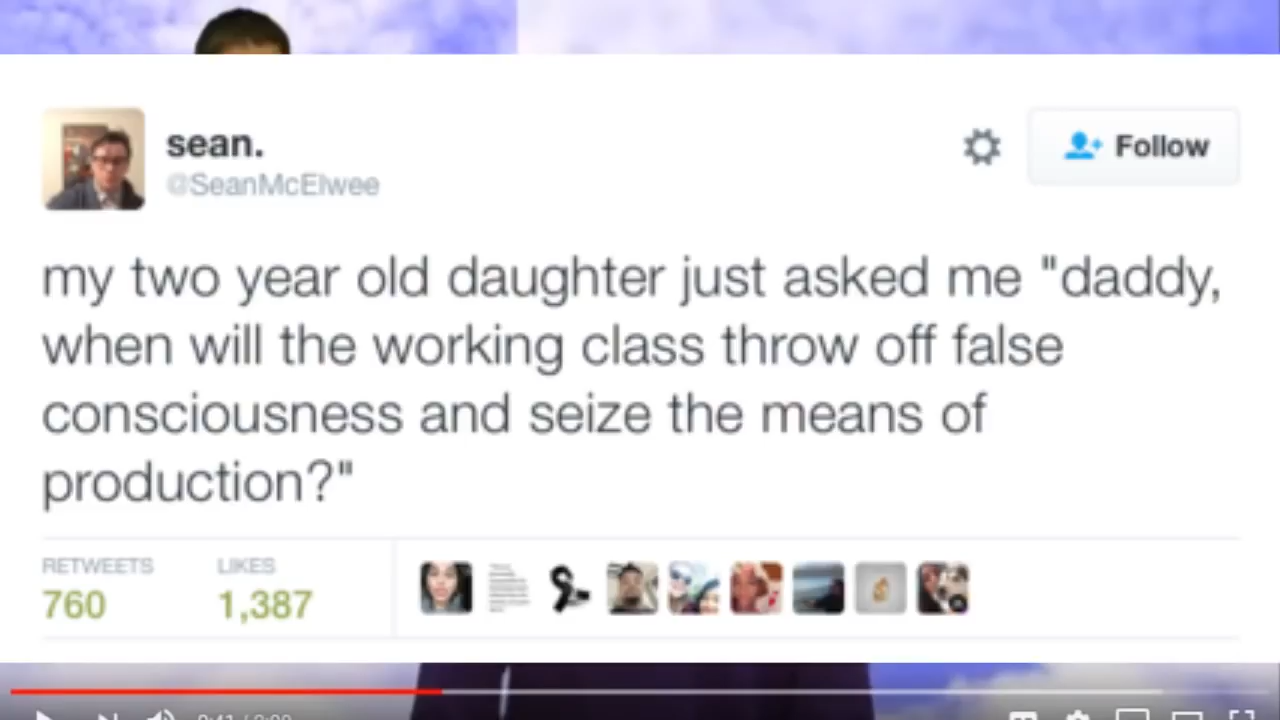 sean.
@SeanMcElwee
Follow
my two year old daughter just asked me "daddy,
when will the working class throw off false
consciousness and seize the means of
production?"
RETWEETS
LIKES
760
1,387